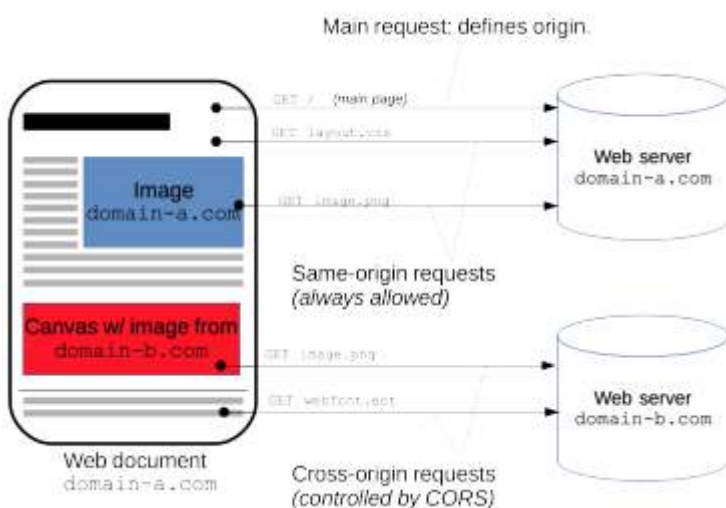 Main request: defines origin.
GET / (main page)
GET layout.css
Image
domain-a.com
GET image.png
Web server
domain-a.com
Same-origin requests
(always allowed)
Canvas w/ image from
domain-b.com
GET image.png
GET webfont.eot
Web server
domain-b.com
Web document
domain-a.com
Cross-origin requests
(controlled by CORS)